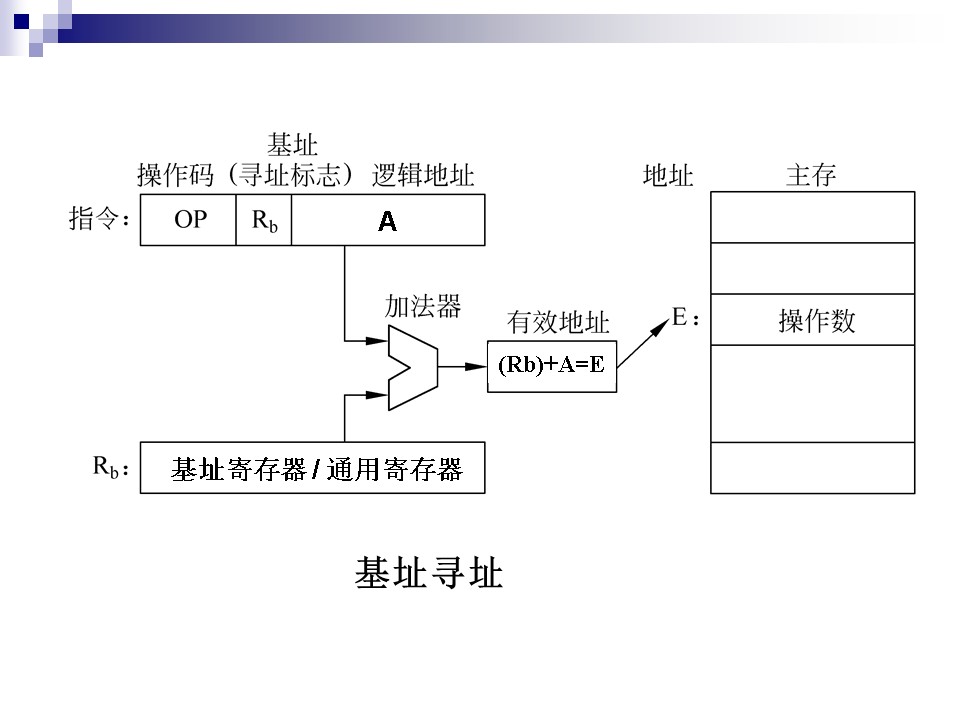 基址
操作码（寻址标志）逻辑地址
地址
主存
指令：
OP
Rb
A
加法器
有效地址
E：
操作数
(Rb)+A=E
Rb：
基址寄存器/通用寄存器
基址寻址